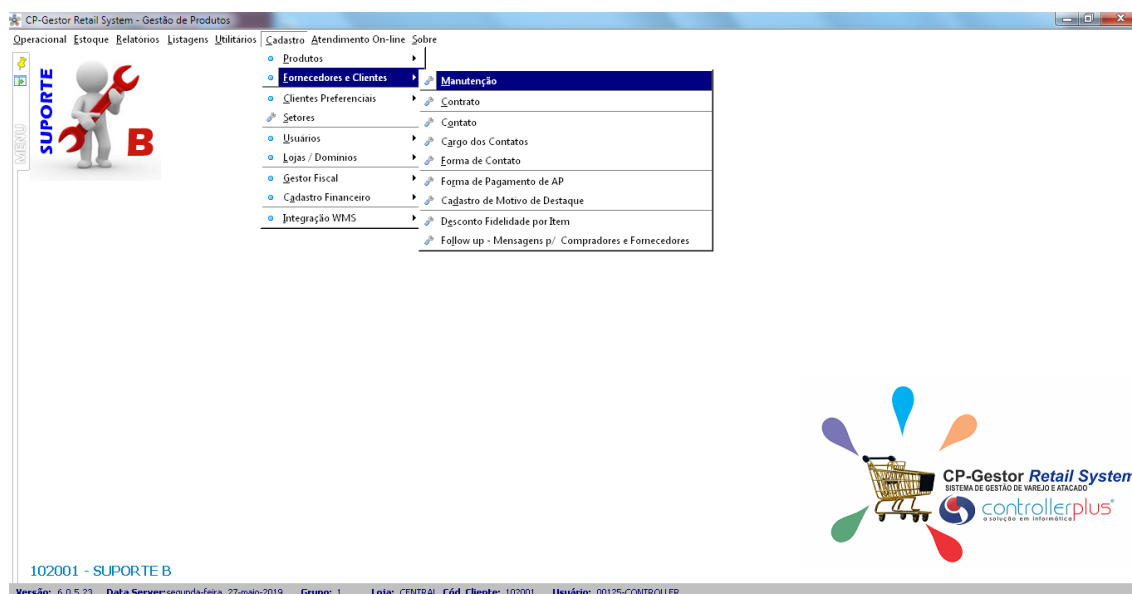 CP-Gestor Retail System - Gestão de Produtos
Operacional Estoque Relatórios Listagens Utilitários Cadastro Atendimento On-line Sobre
MENU
SUPORTE
B
Produtos
Fornecedores e Clientes
Clientes Preferenciais
Setores
Usuários
Lojas / Domínios
Gestor Fiscal
Cadastro Financeiro
Integração WMS
Manutenção
Contrato
Contato
Cargo dos Contatos
Forma de Contato
Forma de Pagamento de AP
Cadastro de Motivo de Destaque
Desconto Fidelidade por Item
Follow up - Mensagens p/ Compradores e Fornecedores
CP-Gestor Retail System
SISTEMA DE GESTÃO DE VAREJO E ATACADO
controllerplus
a solução em informática
102001 - SUPORTE B
Versão: 6.0.5.23 Data Server:segunda-feira, 27-maio-2019 Grupo: 1 Loja: CENTRAL Cód. Cliente: 102001 Usuário: 00125-CONTROLLER